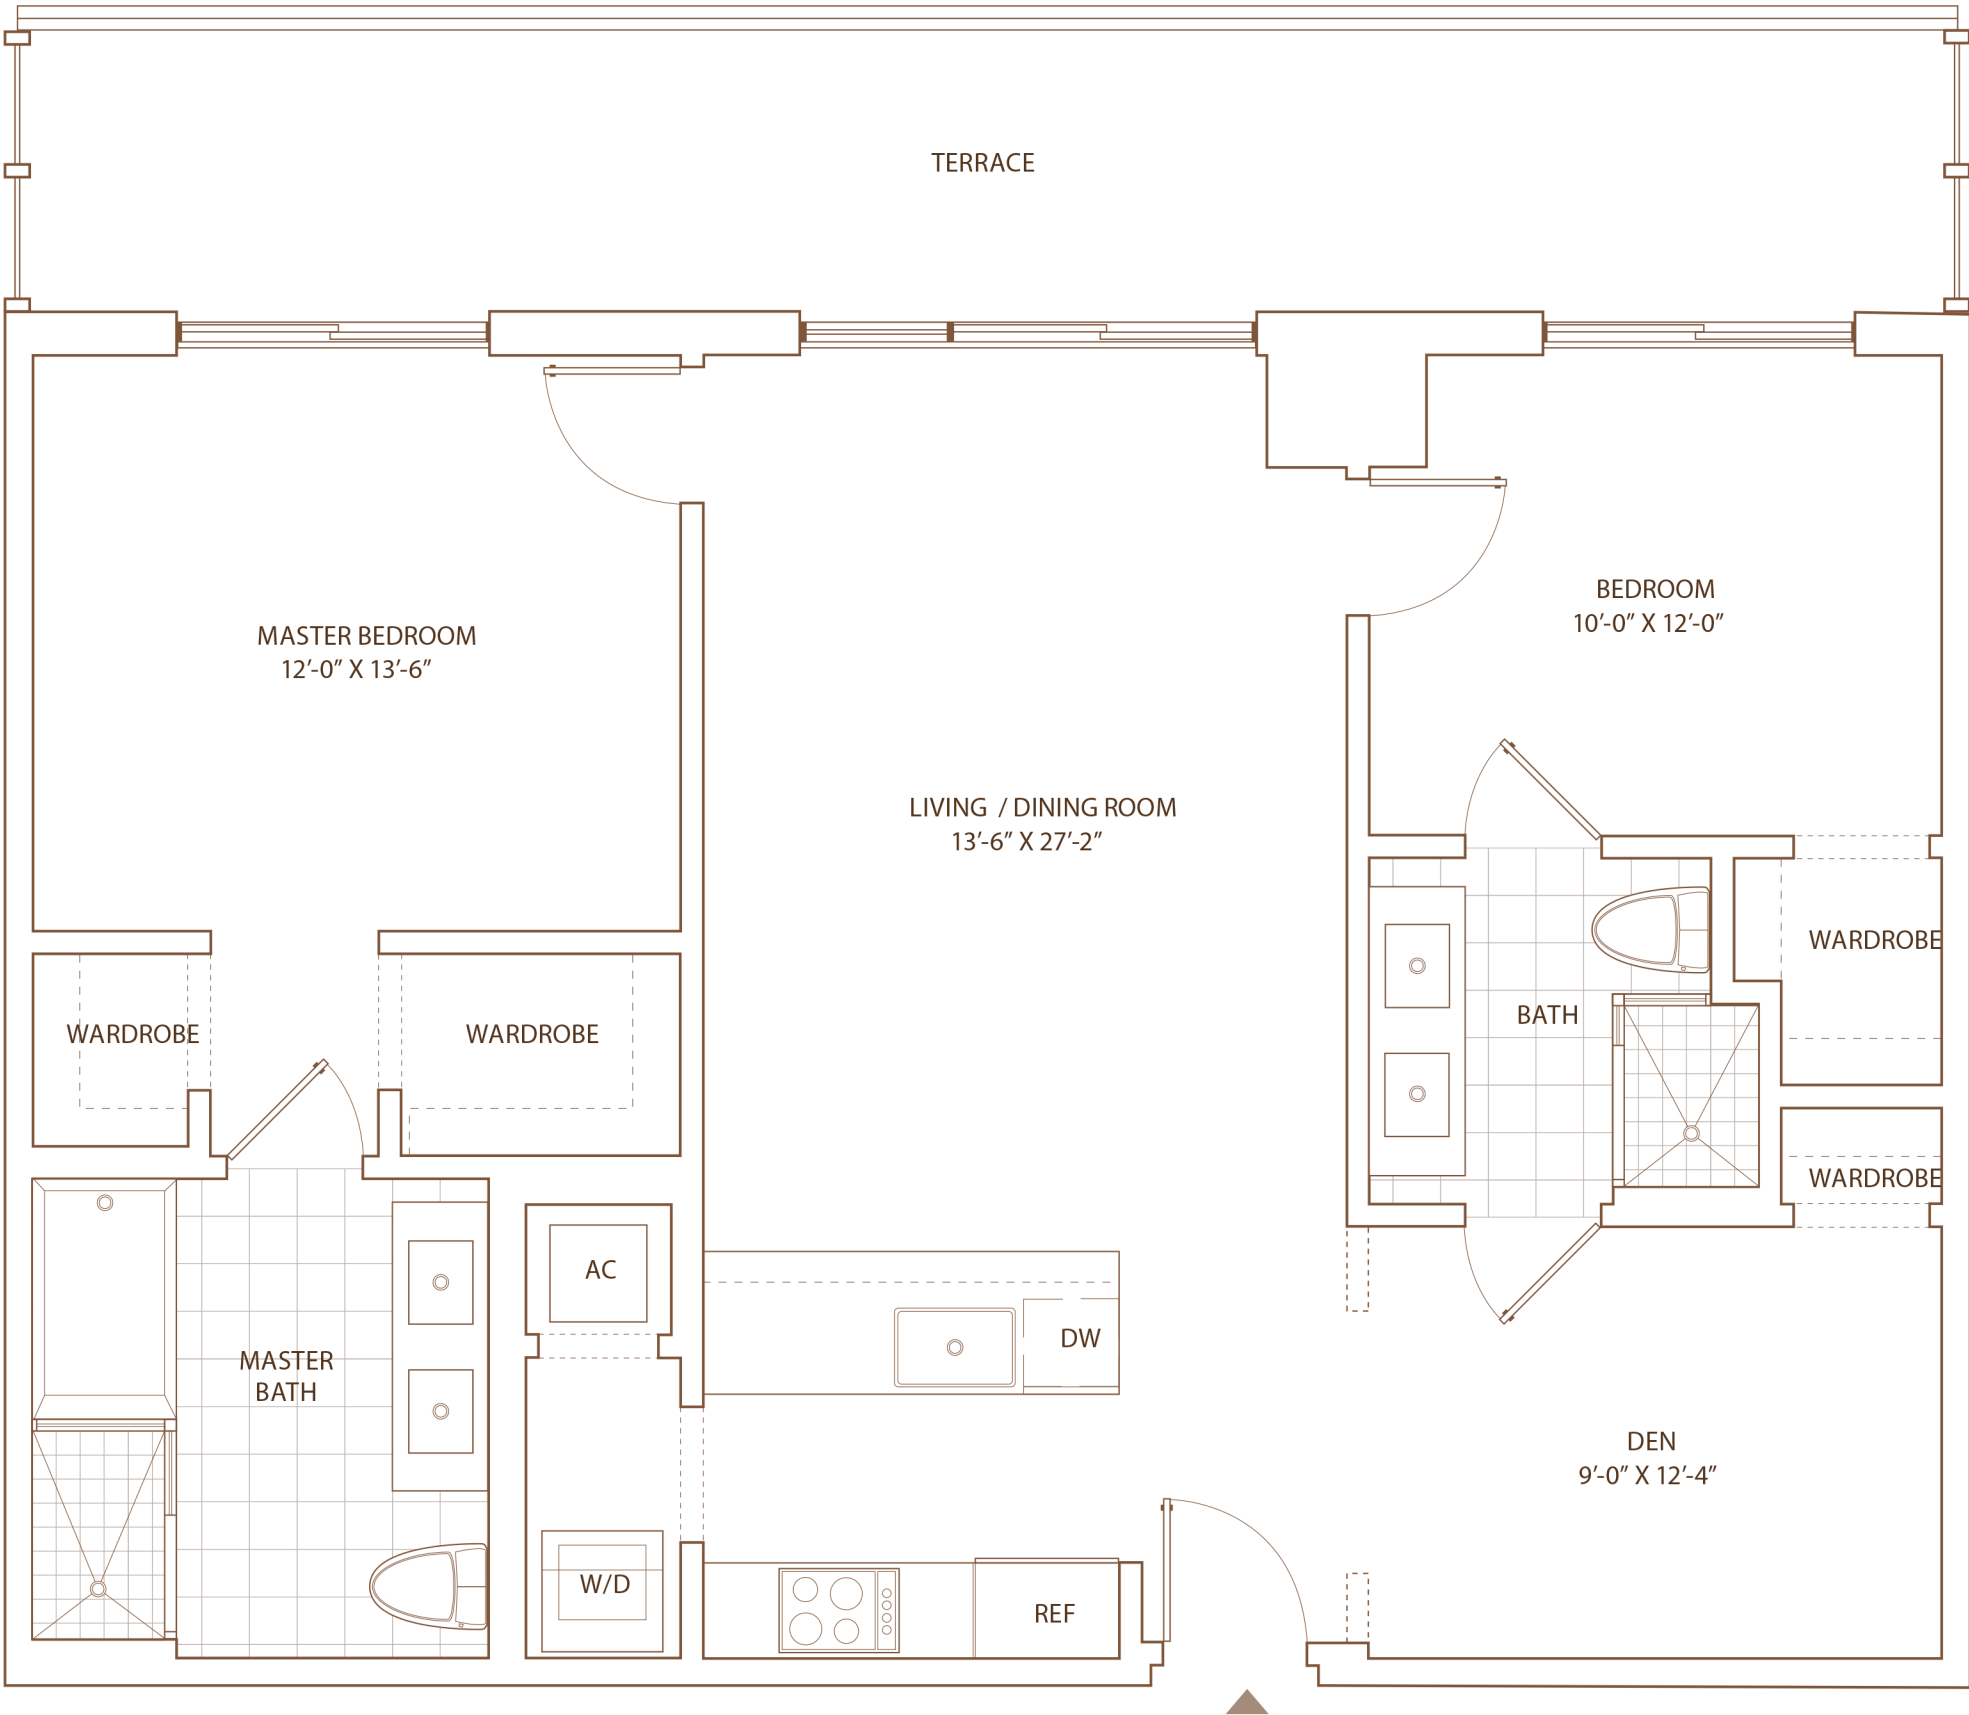 TERRACE
BEDROOM
10’-0” X 12’-0”
MASTER BEDROOM
12’-0” X 13’-6”
LIVING / DINING ROOM
13’-6” X 27’-2”
WARDROBE
BATH
WARDROBE
WARDROBE
WARDROBE
AC
DW
MASTER
BATH
DEN
9’-0” X 12’-4”
W/D
REF